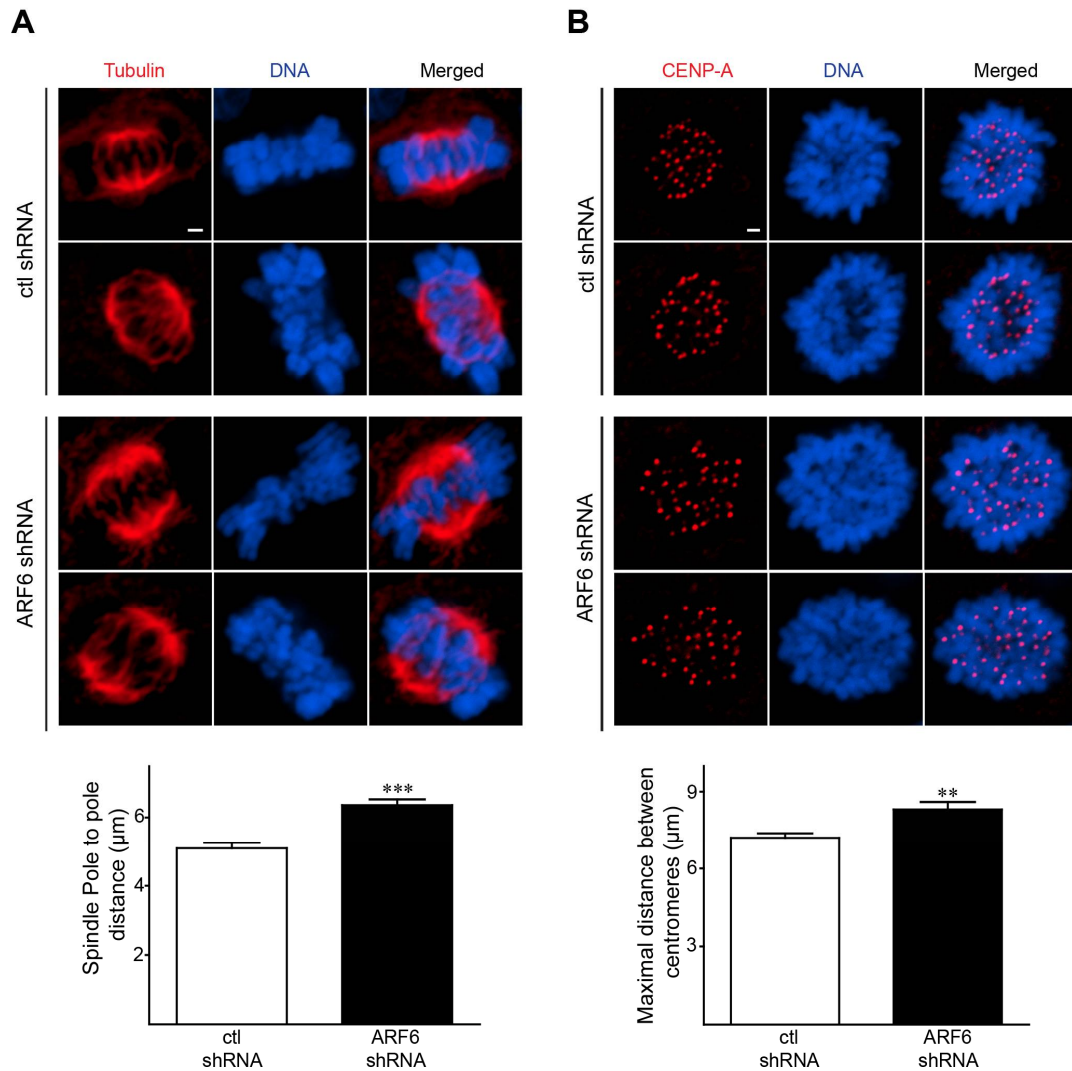 A
Tubulin DNA Merged
ctl shRNA
ARF6 shRNA
Spindle Pole to pole
distance (μm)
6
4
2
***
ctl
shRNA
ARF6
shRNA
B
CENP-A DNA Merged
ctl shRNA
ARF6 shRNA
Maximal distance between
centromeres (μm)
9
6
3
**
ctl
shRNA
ARF6
shRNA